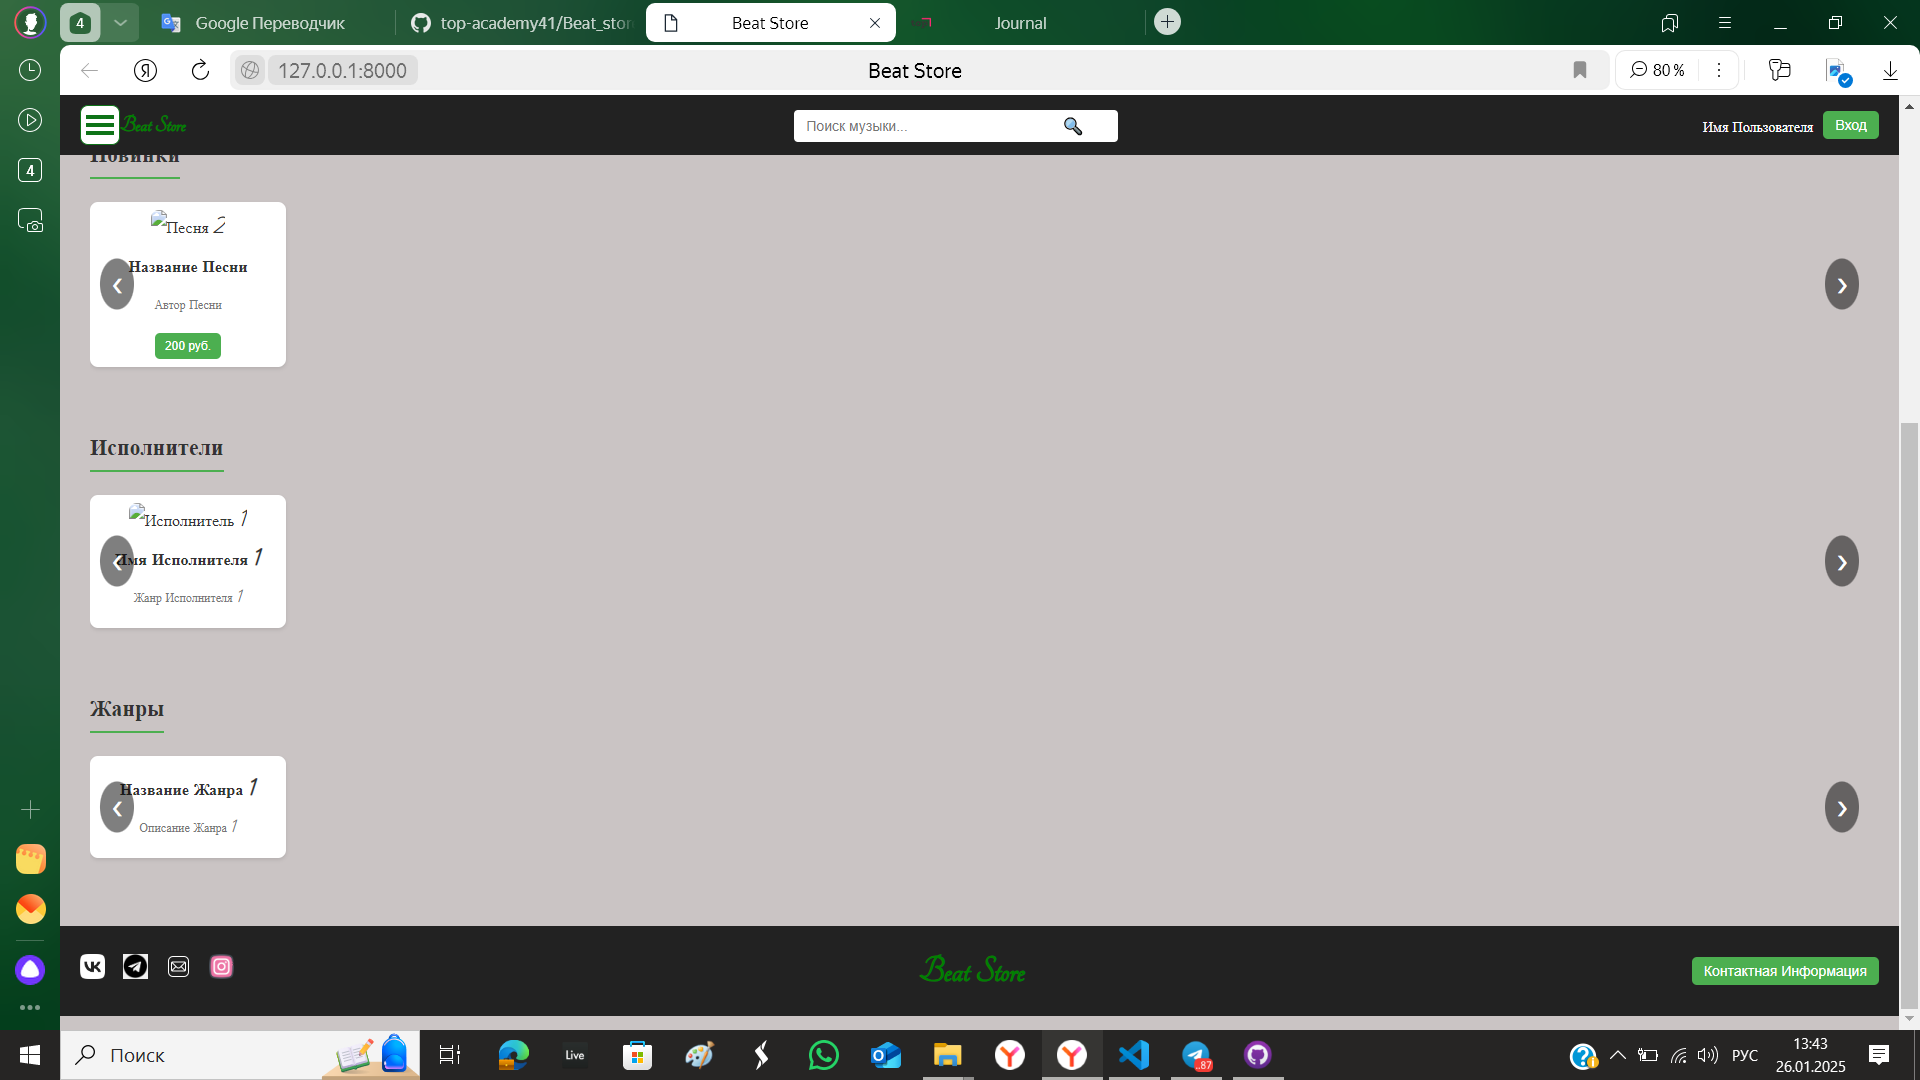 4
Google Переводчик
top-academy41/Beat_stor
Beat Store
Journal
127.0.0.1:8000
Beat Store
80 %
4
Beat Store
Поиск музыки...
Имя Пользователя
Вход
Новинки
Песня 2
Название Песни
Автор Песни
200 руб.
Исполнители
Исполнитель 1
Имя Исполнителя 1
Жанр Исполнителя 1
Жанры
Название Жанра 1
Описание Жанра 1
Beat Store
Контактная Информация
Поиск
Live
87
РУС
13:43
26.01.2025